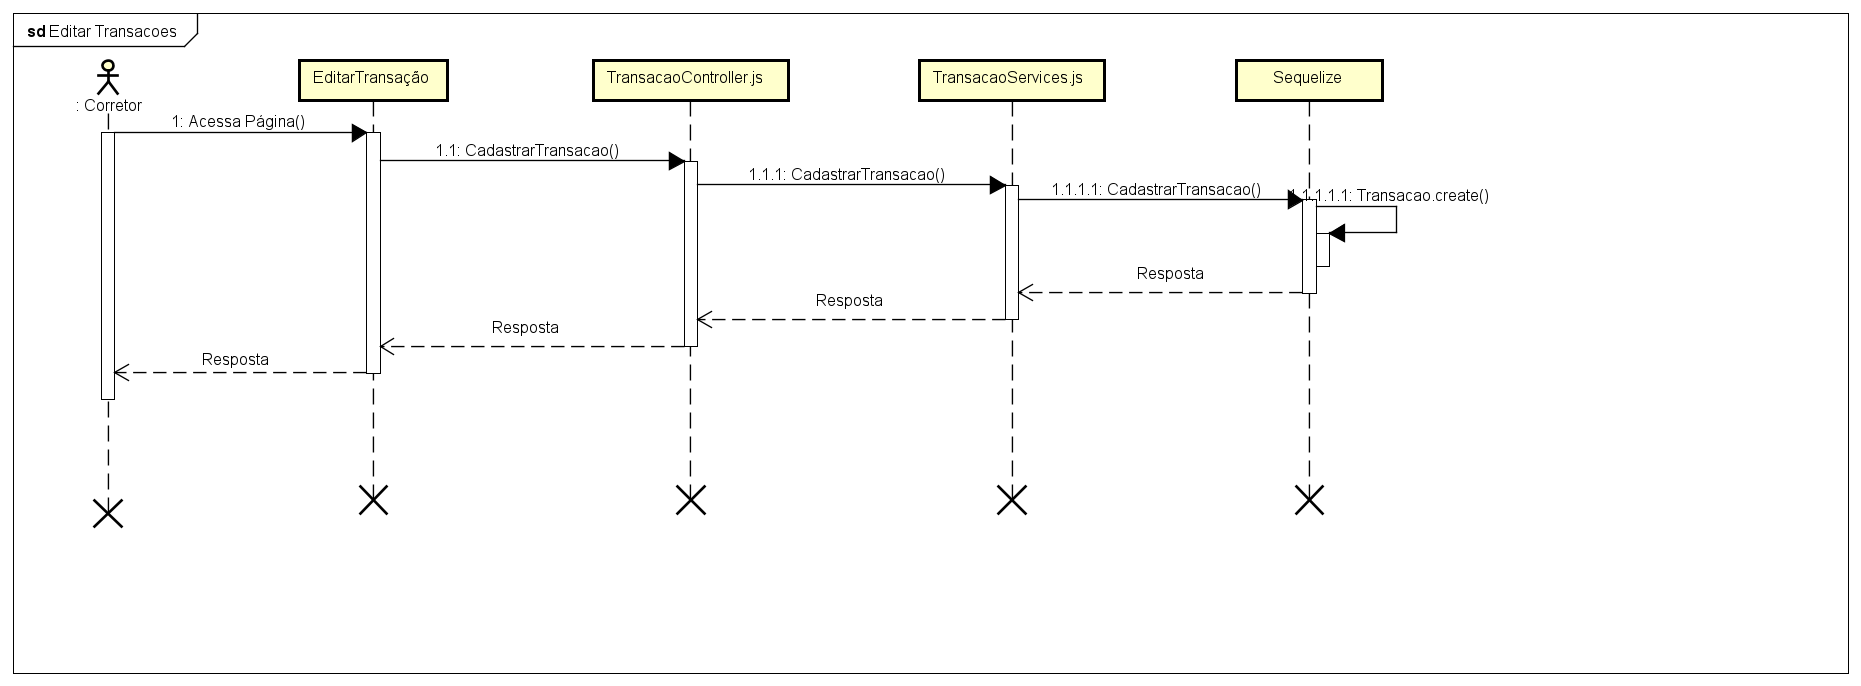 sd Editar Transacoes
: Corretor
EditarTransação
TransacaoController.js
TransacaoServices.js
Sequelize
1: Acessa Página()
1.1: CadastrarTransacao()
1.1.1: CadastrarTransacao()
1.1.1.1: CadastrarTransacao()
1.1.1.1.1: Transacao.create()
Resposta
Resposta
Resposta
Resposta